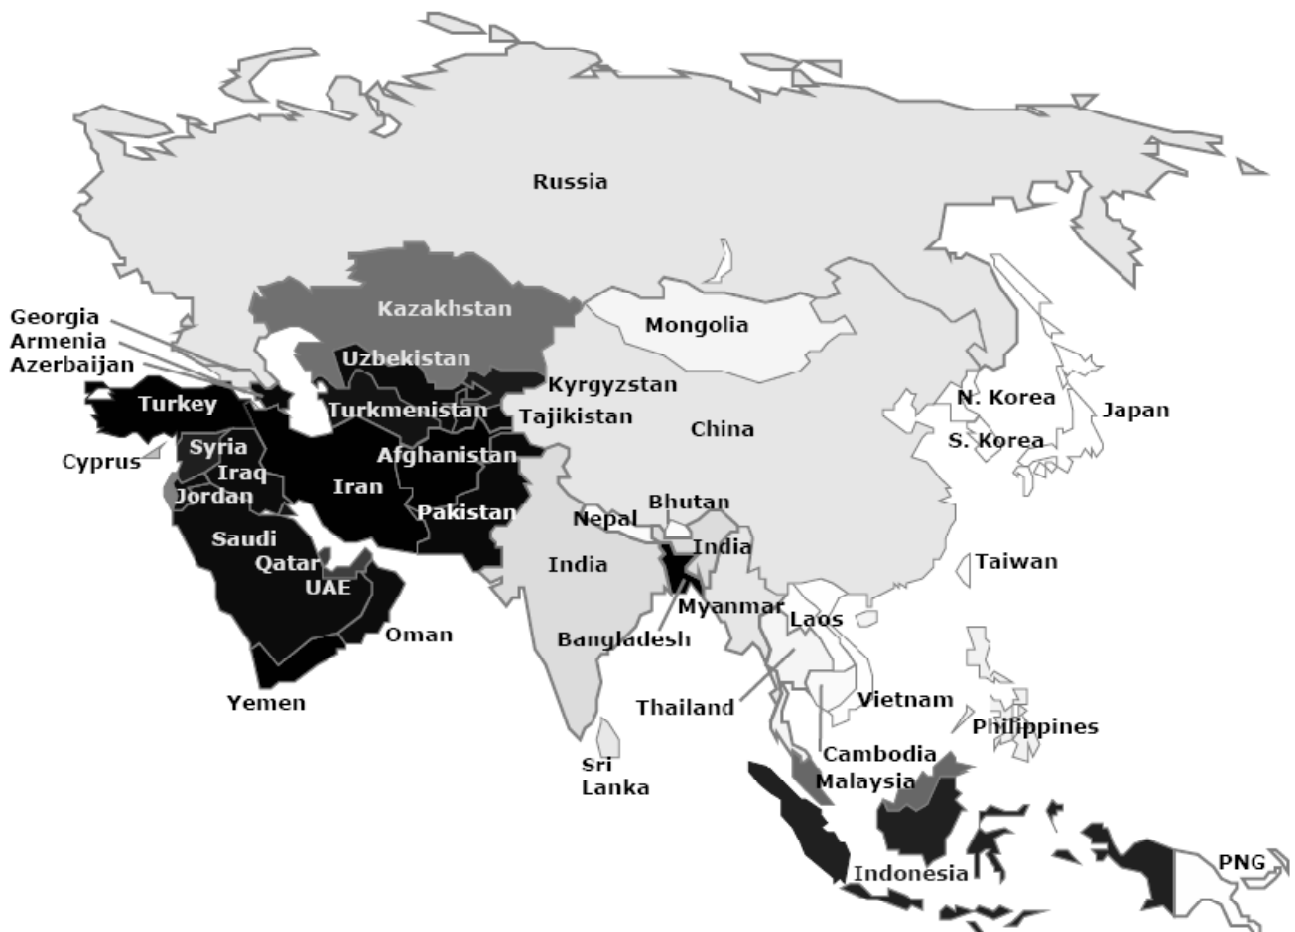 Russia
Kazakhstan
Georgia
Mongolia
Armenia
Uzbekistan
Azerbaijan
Kyrgyzstan
N. Korea
Turkey
Turkmenistan
Tajikistan
Japan
China
S. Korea
Syria
Afghanistan
Cyprus
Iraq
Iran
Jordan
Bhutan
Pakistan
Nepal
Saudi
India
Qatar
India
Taiwan
UAE
Myanmar
Laos
Oman
Bangladesh
Yemen
Vietnam
Thailand
Philippines
Cambodia
Sri
Lanka
Malaysia
PNG
Indonesia